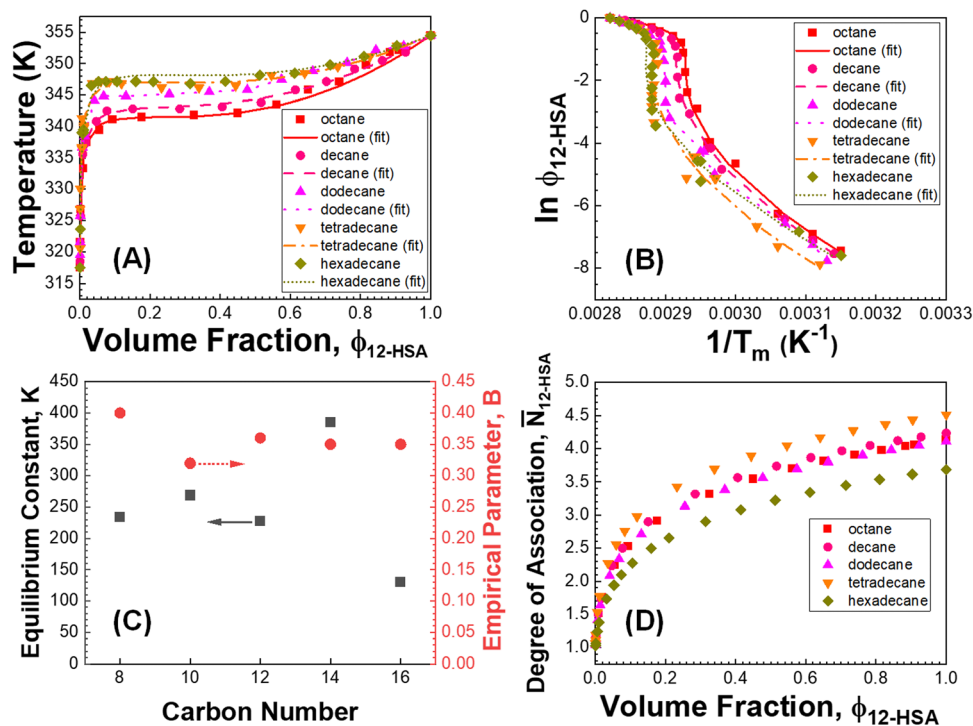 (A)
Temperature (K)
355
350
345
340
335
330
325
320
315
0.0 0.2 0.4 0.6 0.8 1.0
Volume Fraction, ϕ12-HSA
octane
octane (fit)
decane
decane (fit)
dodecane
dodecane (fit)
tetradecane
tetradecane (fit)
hexadecane
hexadecane (fit)
(B)
ln ϕ12-HSA
0
-2
-4
-6
-8
0.0028 0.0029 0.0030 0.0031 0.0032 0.0033
1/Tm (K-1)
octane
octane (fit)
decane
decane (fit)
dodecane
dodecane (fit)
tetradecane
tetradecane (fit)
hexadecane
hexadecane (fit)
(C)
Equilibrium Constant, K
450
400
350
300
250
200
150
100
50
0
8 10 12 14 16
Carbon Number
0.45
0.40
0.35
0.30
0.25
0.20
0.15
0.10
0.05
0.00
Empirical Parameter, B
(D)
Degree of Association, N̅12-HSA
5.0
4.5
4.0
3.5
3.0
2.5
2.0
1.5
1.0
0.0 0.2 0.4 0.6 0.8 1.0
Volume Fraction, ϕ12-HSA
octane
decane
dodecane
tetradecane
hexadecane